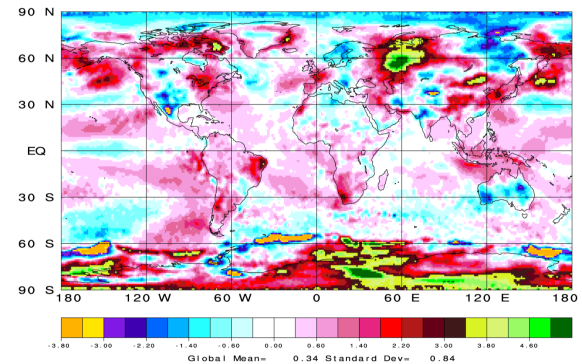 90 N
60 N
30 N
EQ
30 S
60 S
90 S
180 120 W 60 W 0 60 E 120 E 180
-3.80 -3.00 -2.20 -1.40 -0.60 0.00 0.60 1.40 2.20 3.00 3.80 4.60
Global Mean= 0.34 Standard Dev= 0.84